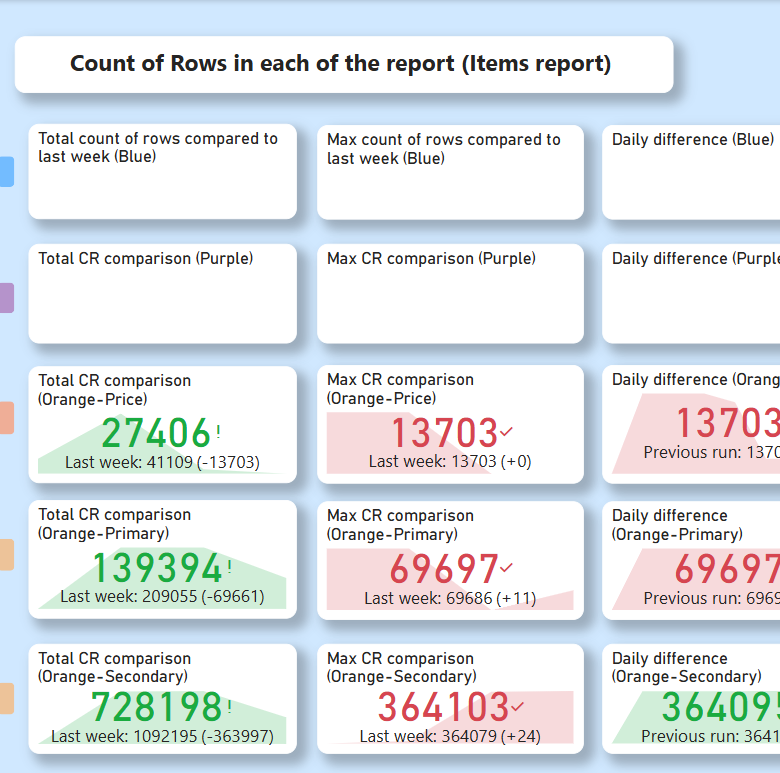 Count of Rows in each of the report (Items report)
Total count of rows compared to
last week (Blue)
Max count of rows compared to
last week (Blue)
Daily difference (Blue)
Total CR comparison (Purple)
Max CR comparison (Purple)
Daily difference (Purple
Total CR comparison
(Orange-Price)
27406!
Last week: 41109 (-13703)
Max CR comparison
(Orange-Price)
13703✓
Last week: 13703 (+0)
Daily difference (Orang
13703
Previous run: 1370
Total CR comparison
(Orange-Primary)
139394!
Last week: 209055 (-69661)
Max CR comparison
(Orange-Primary)
69697✓
Last week: 69686 (+11)
Daily difference
(Orange-Primary)
69697
Previous run: 6969
Total CR comparison
(Orange-Secondary)
728198!
Last week: 1092195 (-363997)
Max CR comparison
(Orange-Secondary)
364103✓
Last week: 364079 (+24)
Daily difference
(Orange-Secondary)
364095
Previous run: 3641